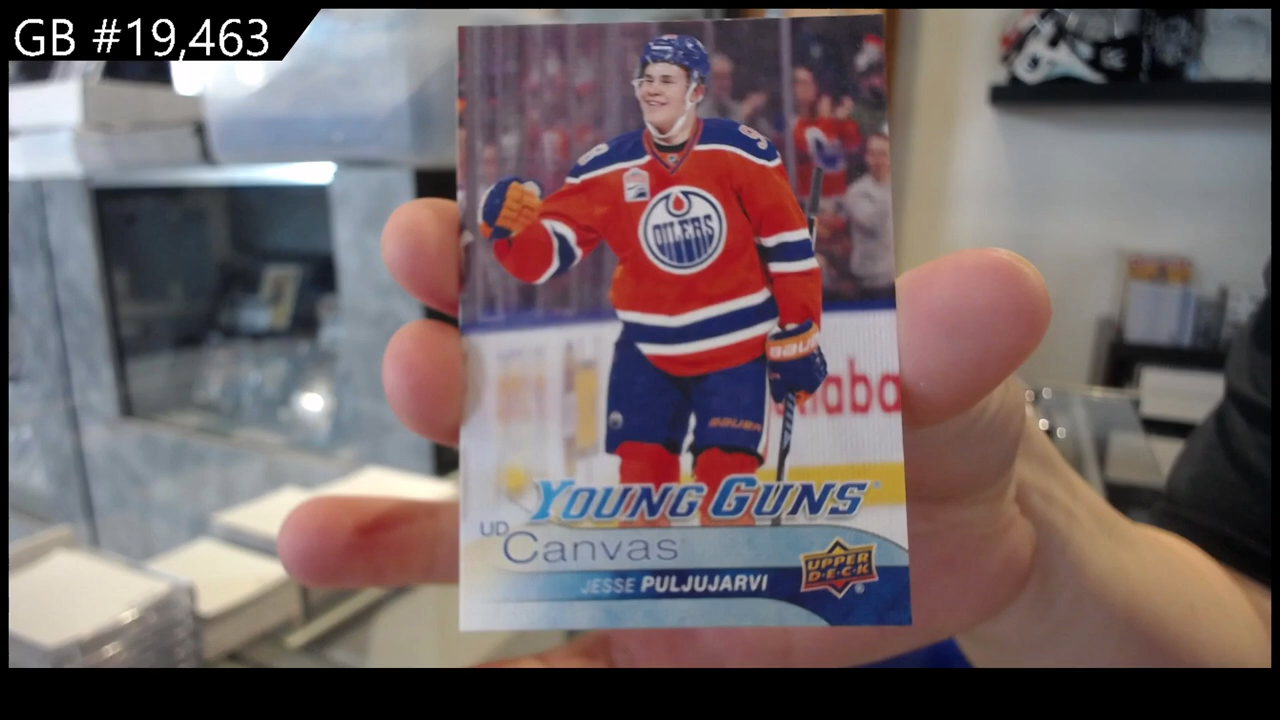 GB #19,463
OILERS
BAUER
BAUER
YOUNG GUNS
UD Canvas
UPPER DECK
JESSE PULJUJARVI